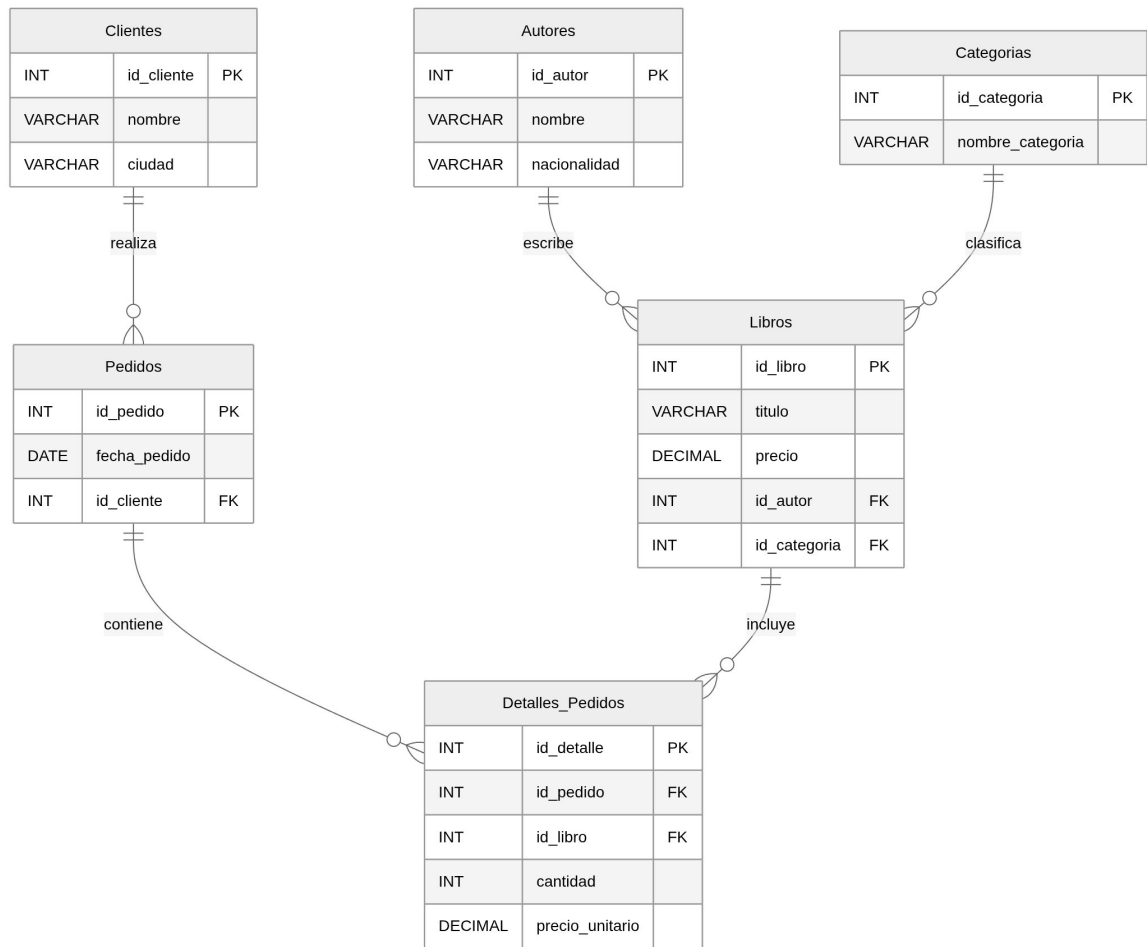 Clientes
INT id_cliente PK
VARCHAR nombre
VARCHAR ciudad
Autores
INT id_autor PK
VARCHAR nombre
VARCHAR nacionalidad
Categorias
INT id_categoria PK
VARCHAR nombre_categoria
realiza
escribe
clasifica
Pedidos
INT id_pedido PK
DATE fecha_pedido
INT id_cliente FK
Libros
INT id_libro PK
VARCHAR titulo
DECIMAL precio
INT id_autor FK
INT id_categoria FK
contiene
incluye
Detalles_Pedidos
INT id_detalle PK
INT id_pedido FK
INT id_libro FK
INT cantidad
DECIMAL precio_unitario